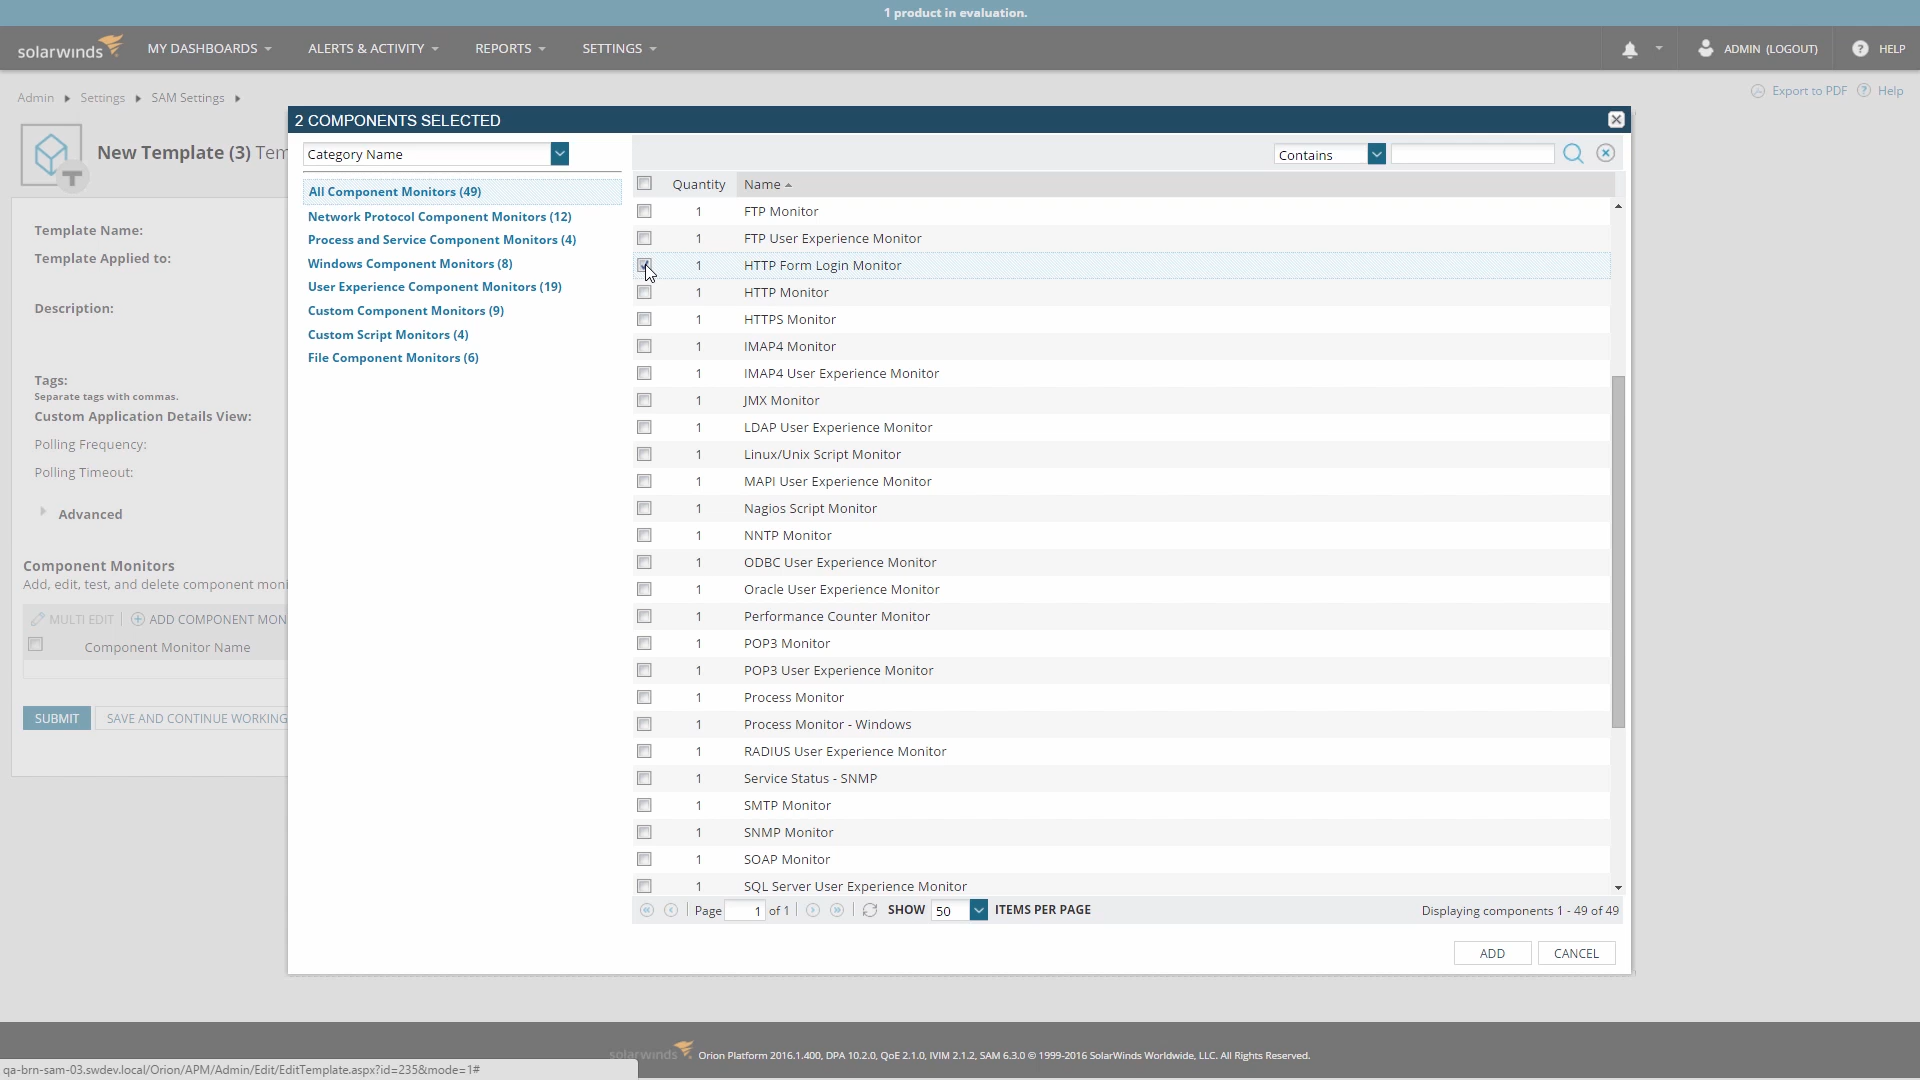 1 product in evaluation.
solarwinds MY DASHBOARDS ALERTS & ACTIVITY REPORTS SETTINGS ADMIN (LOGOUT) ? HELP
Admin Settings SAM Settings
Export to PDF ? Help
New Template (3) Tem
T
Template Name:
Template Applied to:
Description:
Tags:
Separate tags with commas.
Custom Application Details View:
Polling Frequency:
Polling Timeout:
Advanced
Component Monitors
Add, edit, test, and delete component moni
MULTI EDIT ADD COMPONENT MON
Component Monitor Name
SUBMIT SAVE AND CONTINUE WORKING
2 COMPONENTS SELECTED
Category Name
All Component Monitors (49)
Network Protocol Component Monitors (12)
Process and Service Component Monitors (4)
Windows Component Monitors (8)
User Experience Component Monitors (19)
Custom Component Monitors (9)
Custom Script Monitors (4)
File Component Monitors (6)
Contains
Quantity Name
1 FTP Monitor
1 FTP User Experience Monitor
1 HTTP Form Login Monitor
1 HTTP Monitor
1 HTTPS Monitor
1 IMAP4 Monitor
1 IMAP4 User Experience Monitor
1 JMX Monitor
1 LDAP User Experience Monitor
1 Linux/Unix Script Monitor
1 MAPI User Experience Monitor
1 Nagios Script Monitor
1 NNTP Monitor
1 ODBC User Experience Monitor
1 Oracle User Experience Monitor
1 Performance Counter Monitor
1 POP3 Monitor
1 POP3 User Experience Monitor
1 Process Monitor
1 Process Monitor - Windows
1 RADIUS User Experience Monitor
1 Service Status - SNMP
1 SMTP Monitor
1 SNMP Monitor
1 SOAP Monitor
1 SQL Server User Experience Monitor
Page 1 of 1 SHOW 50 ITEMS PER PAGE Displaying components 1 - 49 of 49
ADD CANCEL
solarwinds Orion Platform 2016.1.400, DPA 10.2.0, QoE 2.1.0, IVIM 2.1.2, SAM 6.3.0 © 1999-2016 SolarWinds Worldwide, LLC. All Rights Reserved.
qa-brn-sam-03.swdev.local/Orion/APM/Admin/Edit/EditTemplate.aspx?id=235&mode=1#